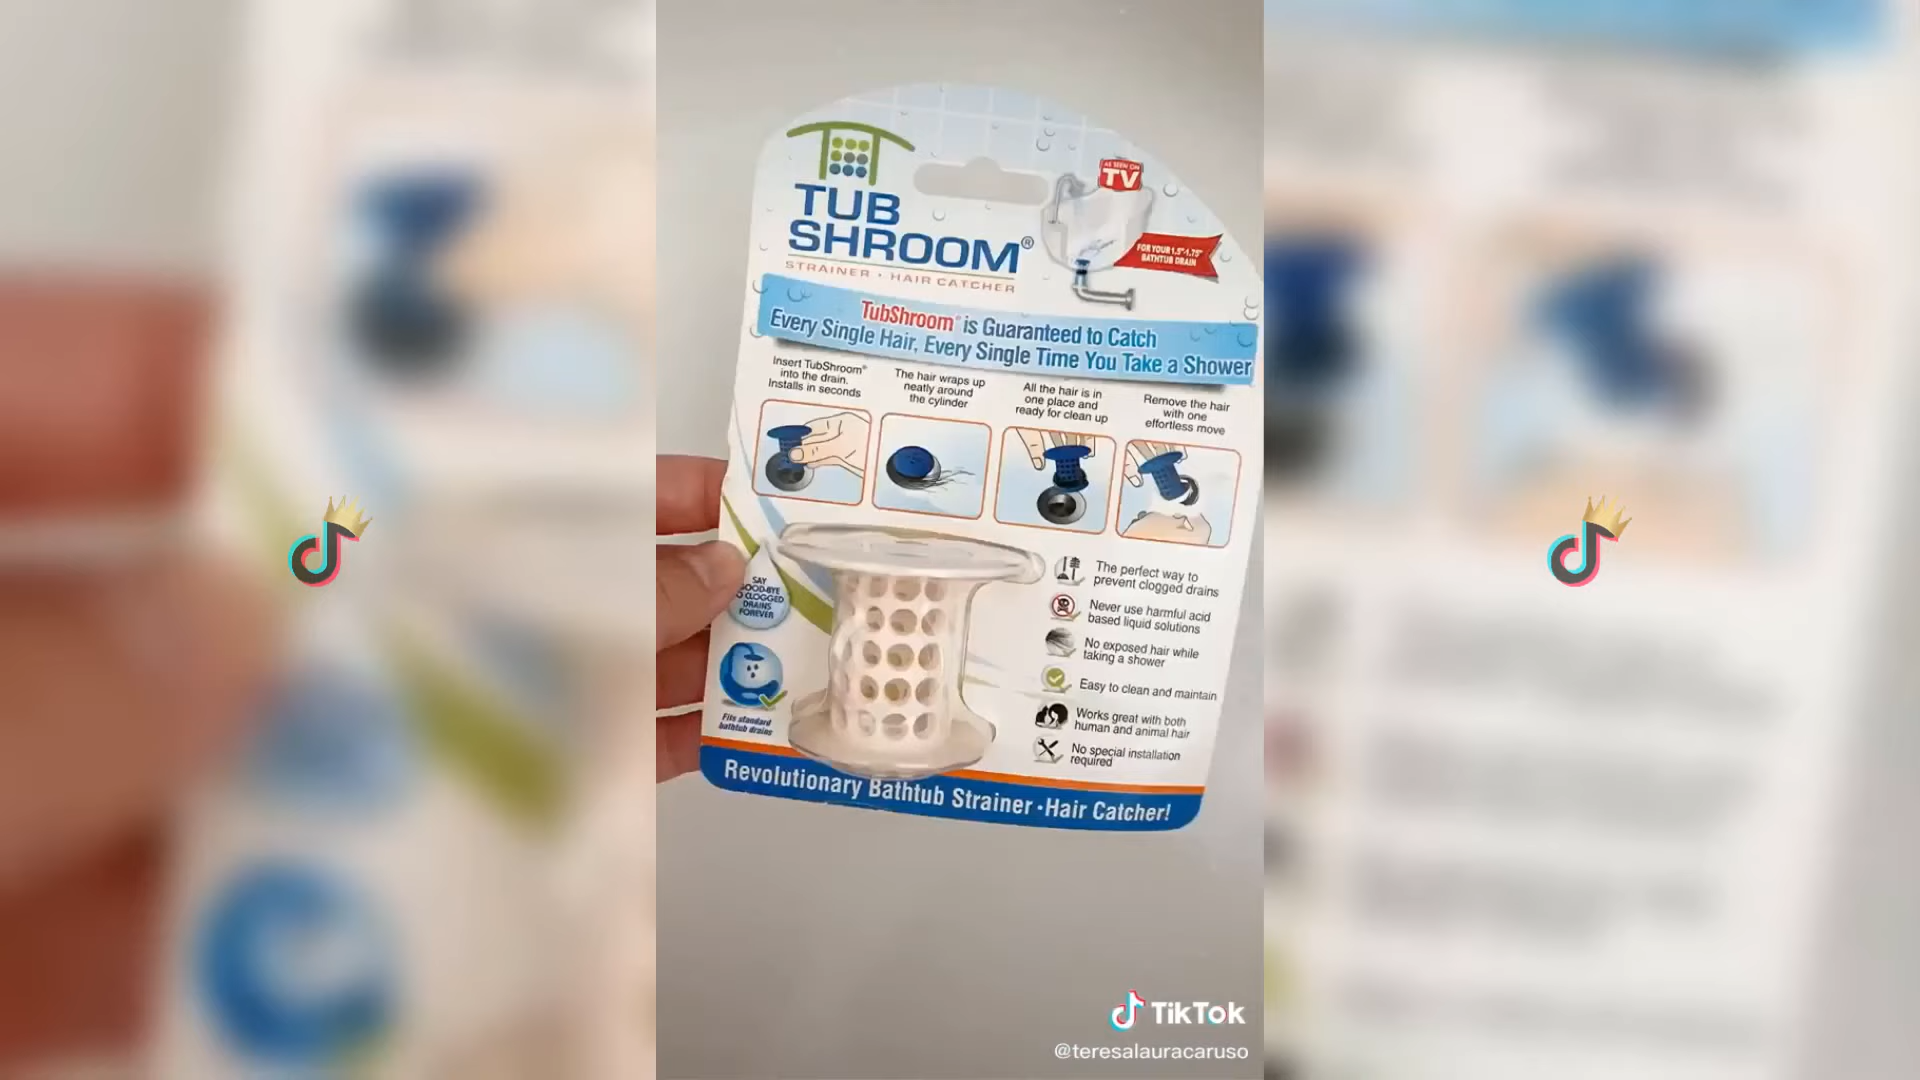 TUB
SHROOM®
STRAINER • HAIR CATCHER
AS SEEN ON
TV
FOR YOUR 1.5"-1.75"
BATHTUB DRAIN
TubShroom® is Guaranteed to Catch
Every Single Hair, Every Single Time You Take a Shower
Insert TubShroom®
into the drain.
Installs in seconds
The hair wraps up
neatly around
the cylinder
All the hair is in
one place and
ready for clean up
Remove the hair
with one
effortless move
SAY
GOOD-BYE
TO CLOGGED
DRAINS
FOREVER
Fits standard
bathtub drains
The perfect way to
prevent clogged drains
Never use harmful acid
based liquid solutions
No exposed hair while
taking a shower
Easy to clean and maintain
Works great with both
human and animal hair
No special installation
required
Revolutionary Bathtub Strainer • Hair Catcher!
TikTok
@teresalauracaruso